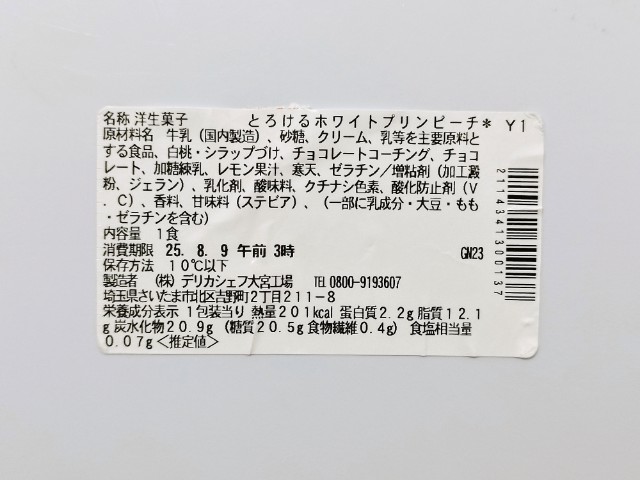 名称 洋生菓子 とろけるホワイトプリンピーチ* Y1
原材料名 牛乳(国内製造)、砂糖、クリーム、乳等を主要原料と
する食品、白桃・シラップづけ、チョコレートコーチング、チョコ
レート、加糖練乳、レモン果汁、寒天、ゼラチン/増粘剤(加工澱
粉、ジェラン)、乳化剤、酸味料、クチナシ色素、酸化防止剤(V
.C)、香料、甘味料(ステビア)、(一部に乳成分・大豆・もも
・ゼラチンを含む)
内容量 1食
消費期限 25. 8. 9 午前 3時 GN23
保存方法 10℃以下
製造者 (株)デリカシェフ大宮工場 TEL 0800-9193607
埼玉県さいたま市北区吉野町2丁目211-8
栄養成分表示 1包装当り 熱量201kcal 蛋白質2.2g 脂質12.1
g 炭水化物20.9g (糖質20.5g 食物繊維0.4g) 食塩相当量
0.07g<推定値>
2114341300137